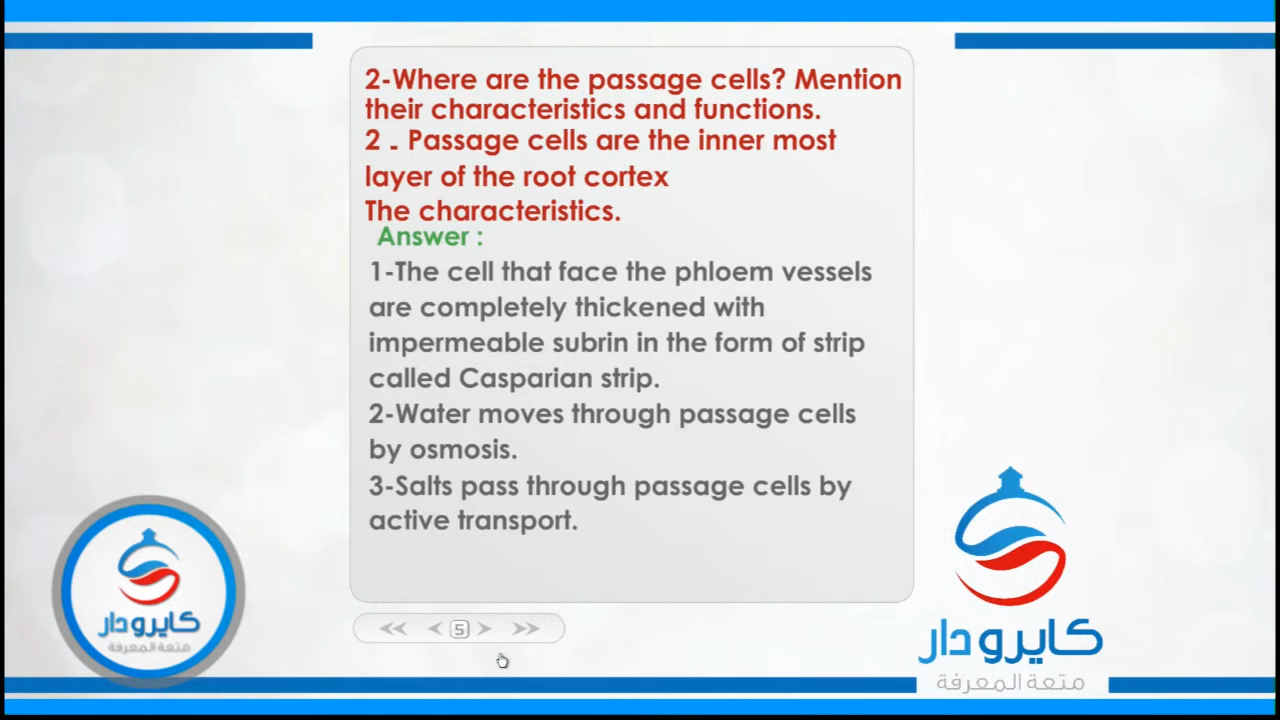 2-Where are the passage cells? Mention
their characteristics and functions.
2 . Passage cells are the inner most
layer of the root cortex
The characteristics.
Answer :
1-The cell that face the phloem vessels
are completely thickened with
impermeable subrin in the form of strip
called Casparian strip.
2-Water moves through passage cells
by osmosis.
3-Salts pass through passage cells by
active transport.
5
كايرو دار
متعة المعرفة
كايرو دار
متعة المعرفة